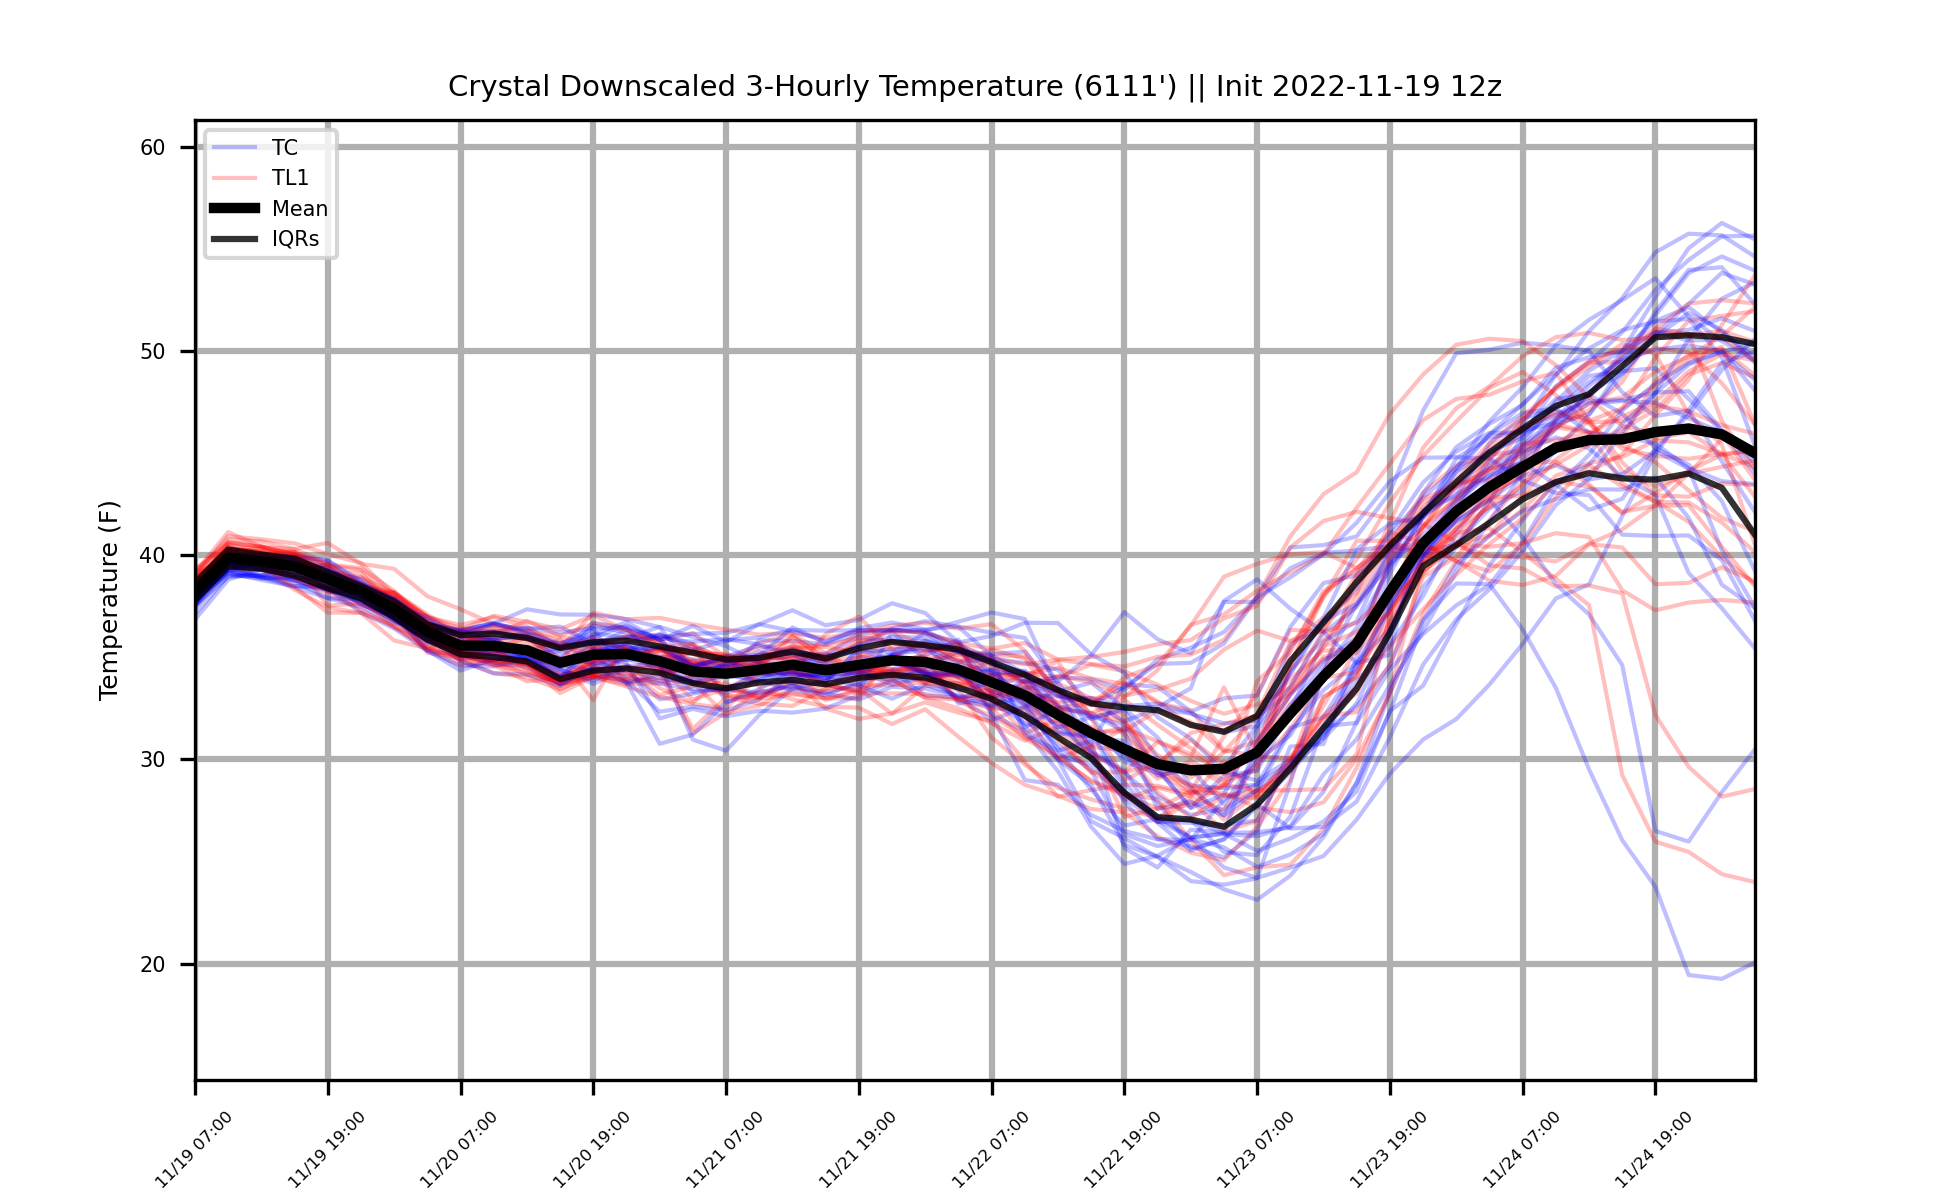 Crystal Downscaled 3-Hourly Temperature (6111') || Init 2022-11-19 12z
TC
TL1
Mean
IQRs
Temperature (F)
60
50
40
30
20
11/19 07:00
11/19 19:00
11/20 07:00
11/20 19:00
11/21 07:00
11/21 19:00
11/22 07:00
11/22 19:00
11/23 07:00
11/23 19:00
11/24 07:00
11/24 19:00